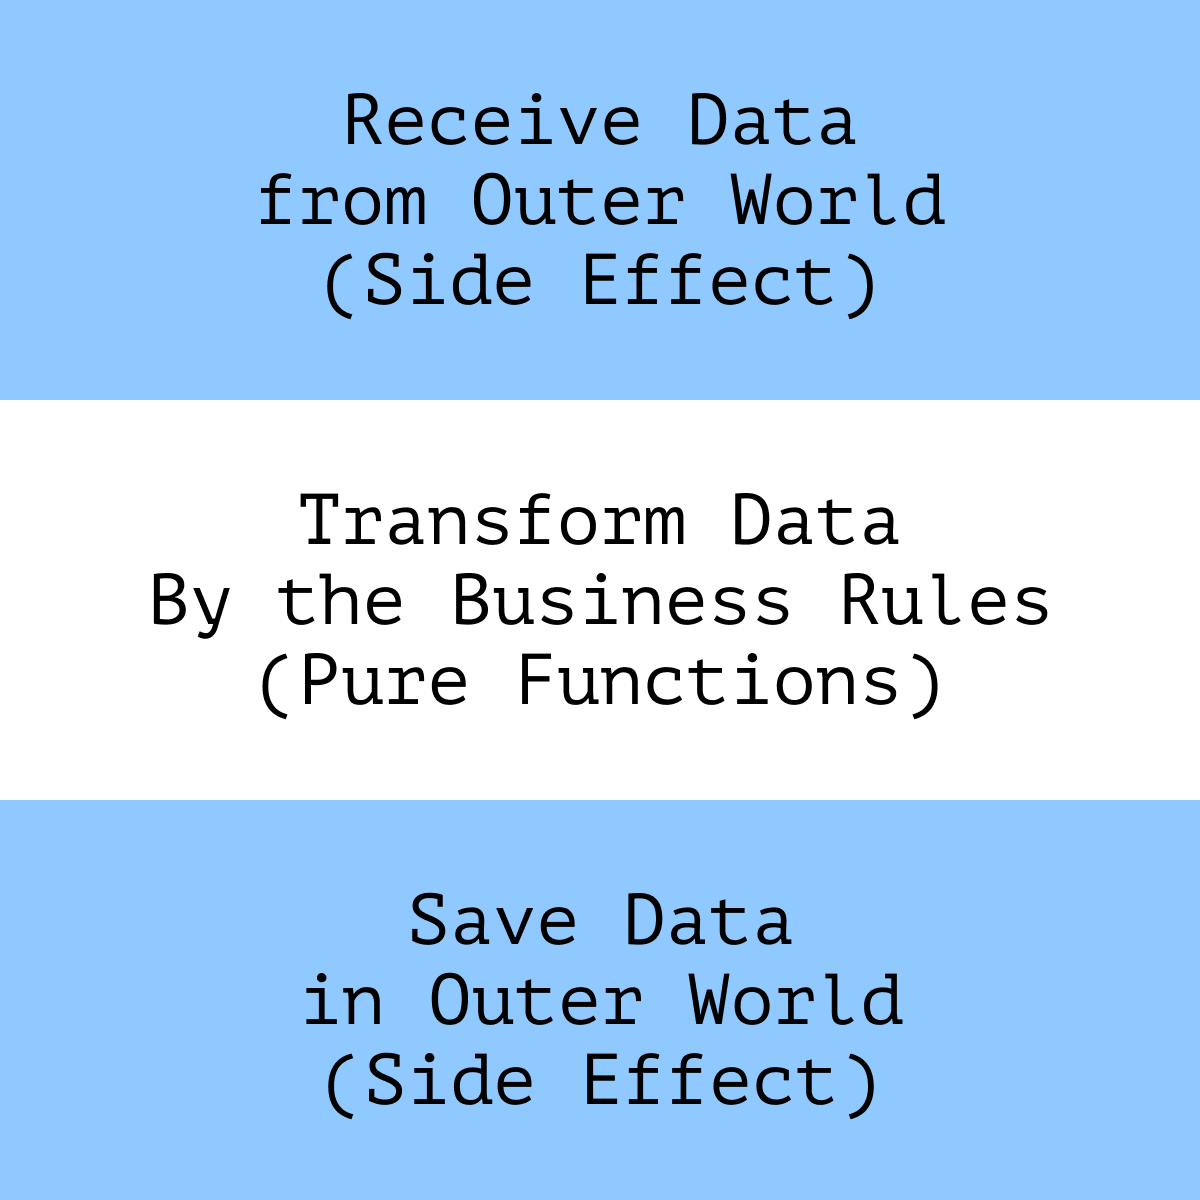 Receive Data
from Outer World
(Side Effect)
Transform Data
By the Business Rules
(Pure Functions)
Save Data
in Outer World
(Side Effect)